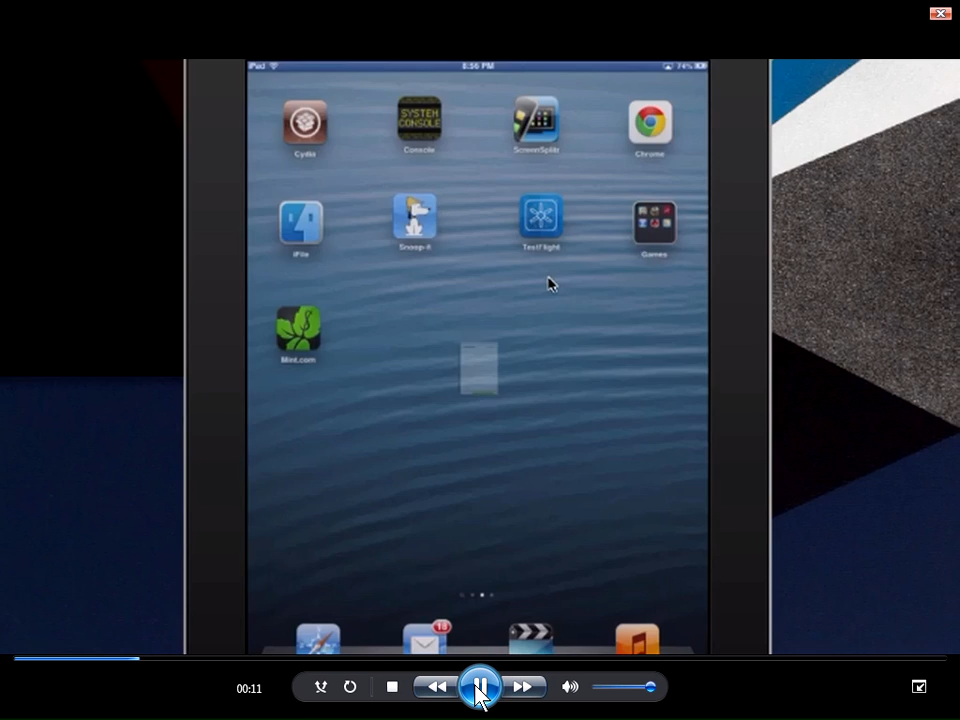 iPad 8:56 PM 74%
Cydia
SYSTEM CONSOLE
Console
ScreenSplitr
Chrome
iFile
Snoop-it
TestFlight
Games
Mint.com
18
00:11